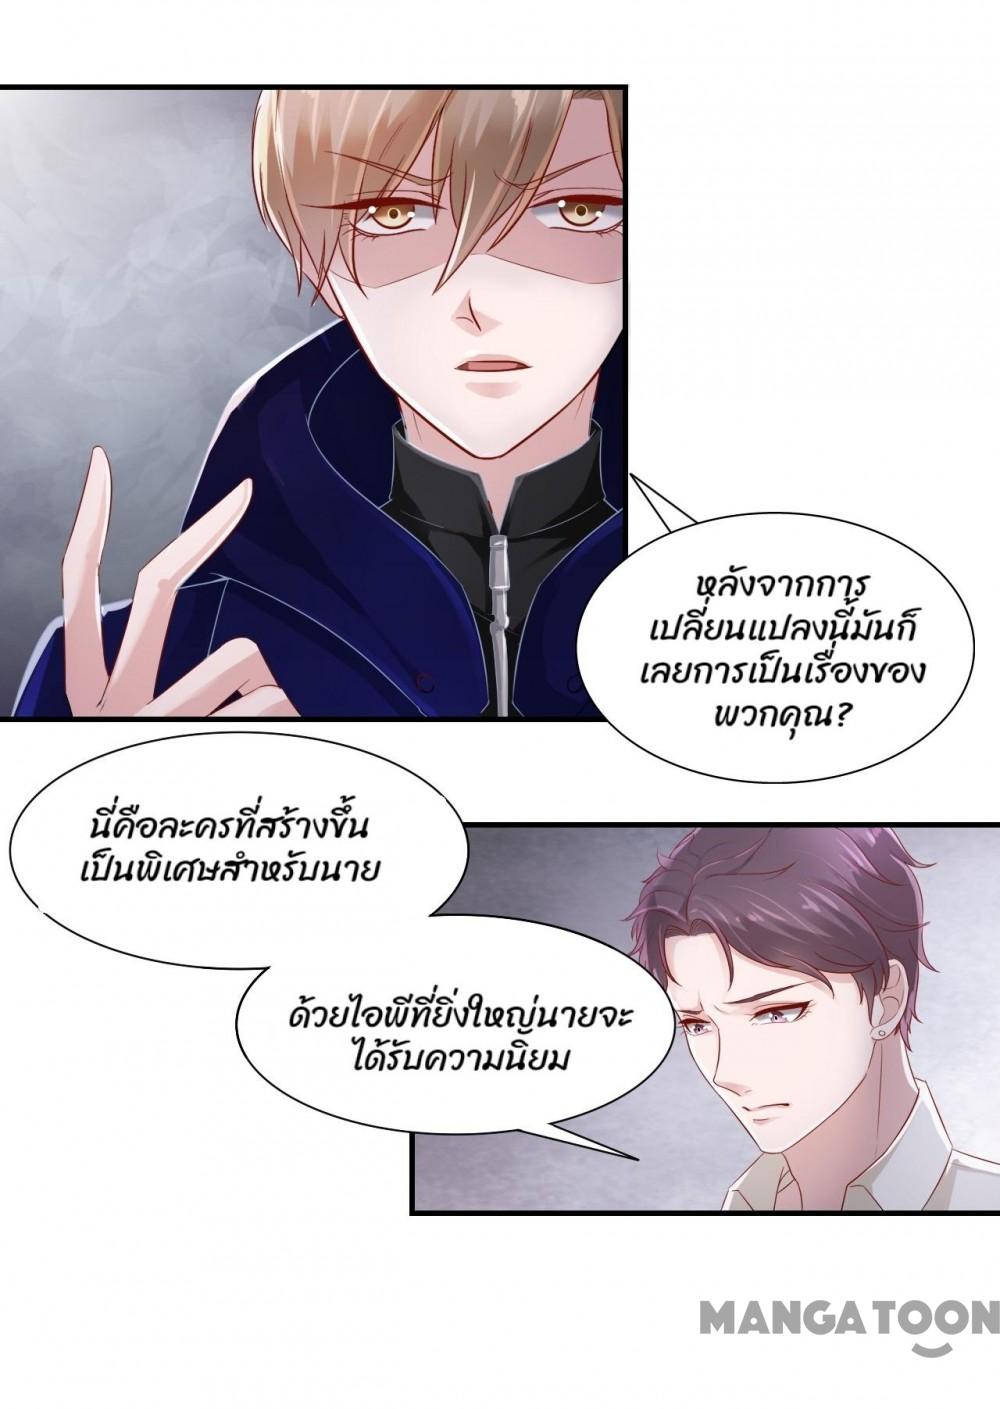 หลังจากการ
เปลี่ยนแปลงนี้มันก็
เลยการเป็นเรื่องของ
พวกคุณ?
นี่คือละครที่สร้างขึ้น
เป็นพิเศษสำหรับนาย
ด้วยไอพีที่ยิ่งใหญ่นายจะ
ได้รับความนิยม
MANGATOON